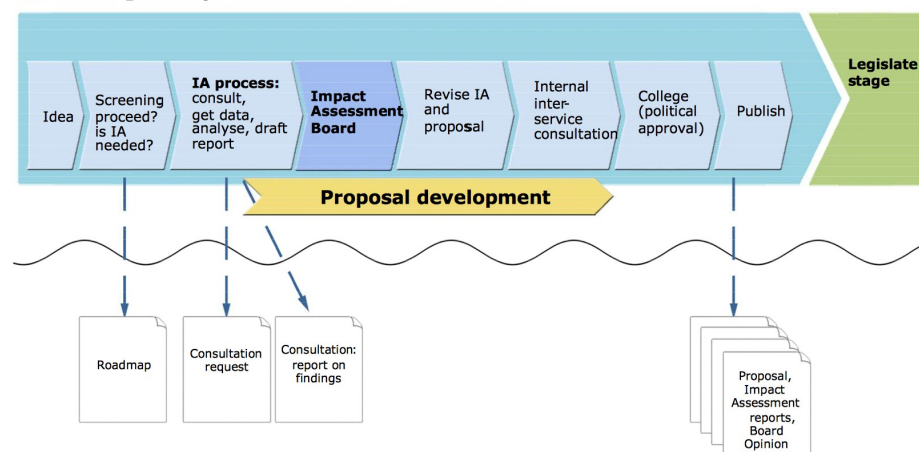 Idea
Screening
proceed?
is IA
needed?
IA process:
consult,
get data,
analyse, draft
report
Impact
Assessment
Board
Revise IA
and
proposal
Internal
inter-
service
consultation
College
(political
approval)
Publish
Legislate
stage
Proposal development
Roadmap
Consultation
request
Consultation:
report on
findings
Proposal,
Impact
Assessment
reports,
Board
Opinion